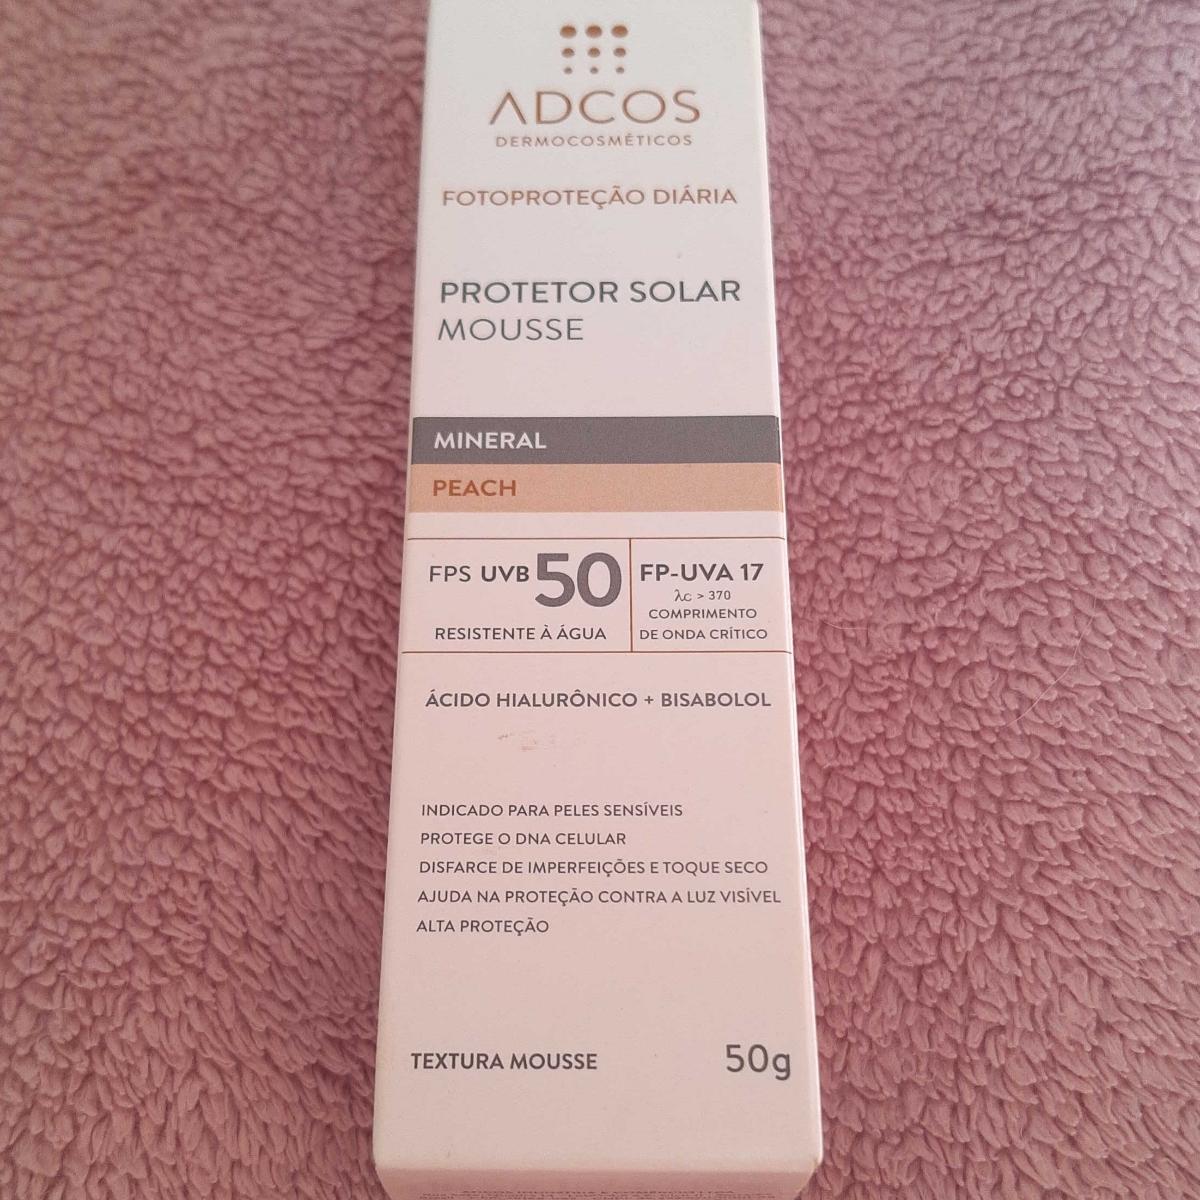 ADCOS
DERMOCOSMÉTICOS
FOTOPROTEÇÃO DIÁRIA
PROTETOR SOLAR
MOUSSE
MINERAL
PEACH
FPS UVB 50
RESISTENTE À ÁGUA
FP-UVA 17
λc > 370
COMPRIMENTO
DE ONDA CRÍTICO
ÁCIDO HIALURÔNICO + BISABOLOL
INDICADO PARA PELES SENSÍVEIS
PROTEGE O DNA CELULAR
DISFARCE DE IMPERFEIÇÕES E TOQUE SECO
AJUDA NA PROTEÇÃO CONTRA A LUZ VISÍVEL
ALTA PROTEÇÃO
TEXTURA MOUSSE 50g